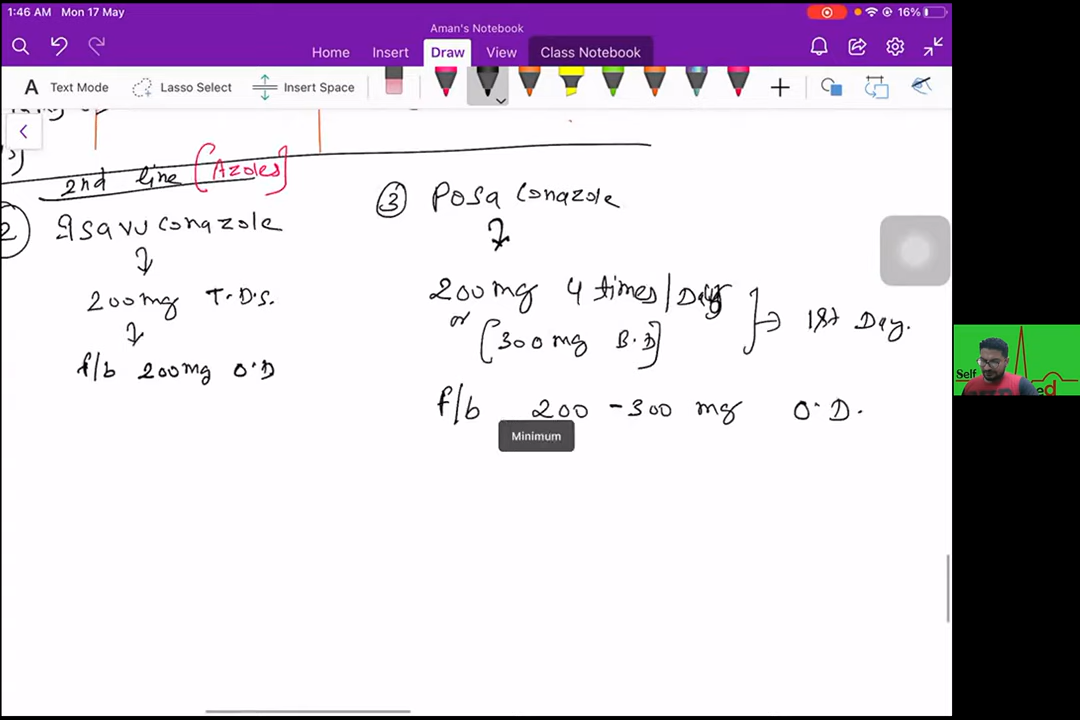 1:46 AM Mon 17 May
16%
Aman's Notebook
Home Insert Draw View Class Notebook
Text Mode Lasso Select Insert Space
2nd line [Azoles]
2 Isavuconazole
200mg T.D.S.
f/b 200mg O.D
3 Posaconazole
200mg 4 times/Day
or [300mg B.D] 1st Day.
f/b 200-300 mg O.D.
Minimum
Self